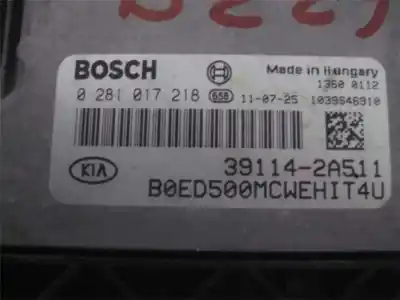 BOSCH
Made in Hungary
1360 0112
0 281 017 218 658 11-07-25 1039S46910
KIA
39114-2A511
B0ED500MCWEHIT4U